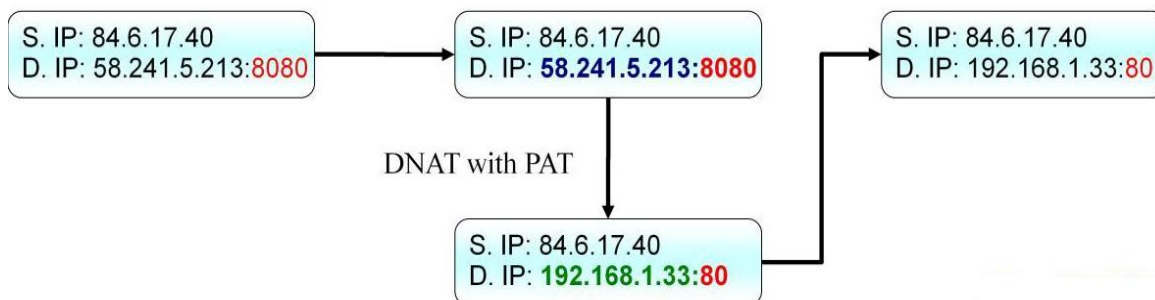 S. IP: 84.6.17.40
D. IP: 58.241.5.213:8080
S. IP: 84.6.17.40
D. IP: 58.241.5.213:8080
S. IP: 84.6.17.40
D. IP: 192.168.1.33:80
DNAT with PAT
S. IP: 84.6.17.40
D. IP: 192.168.1.33:80